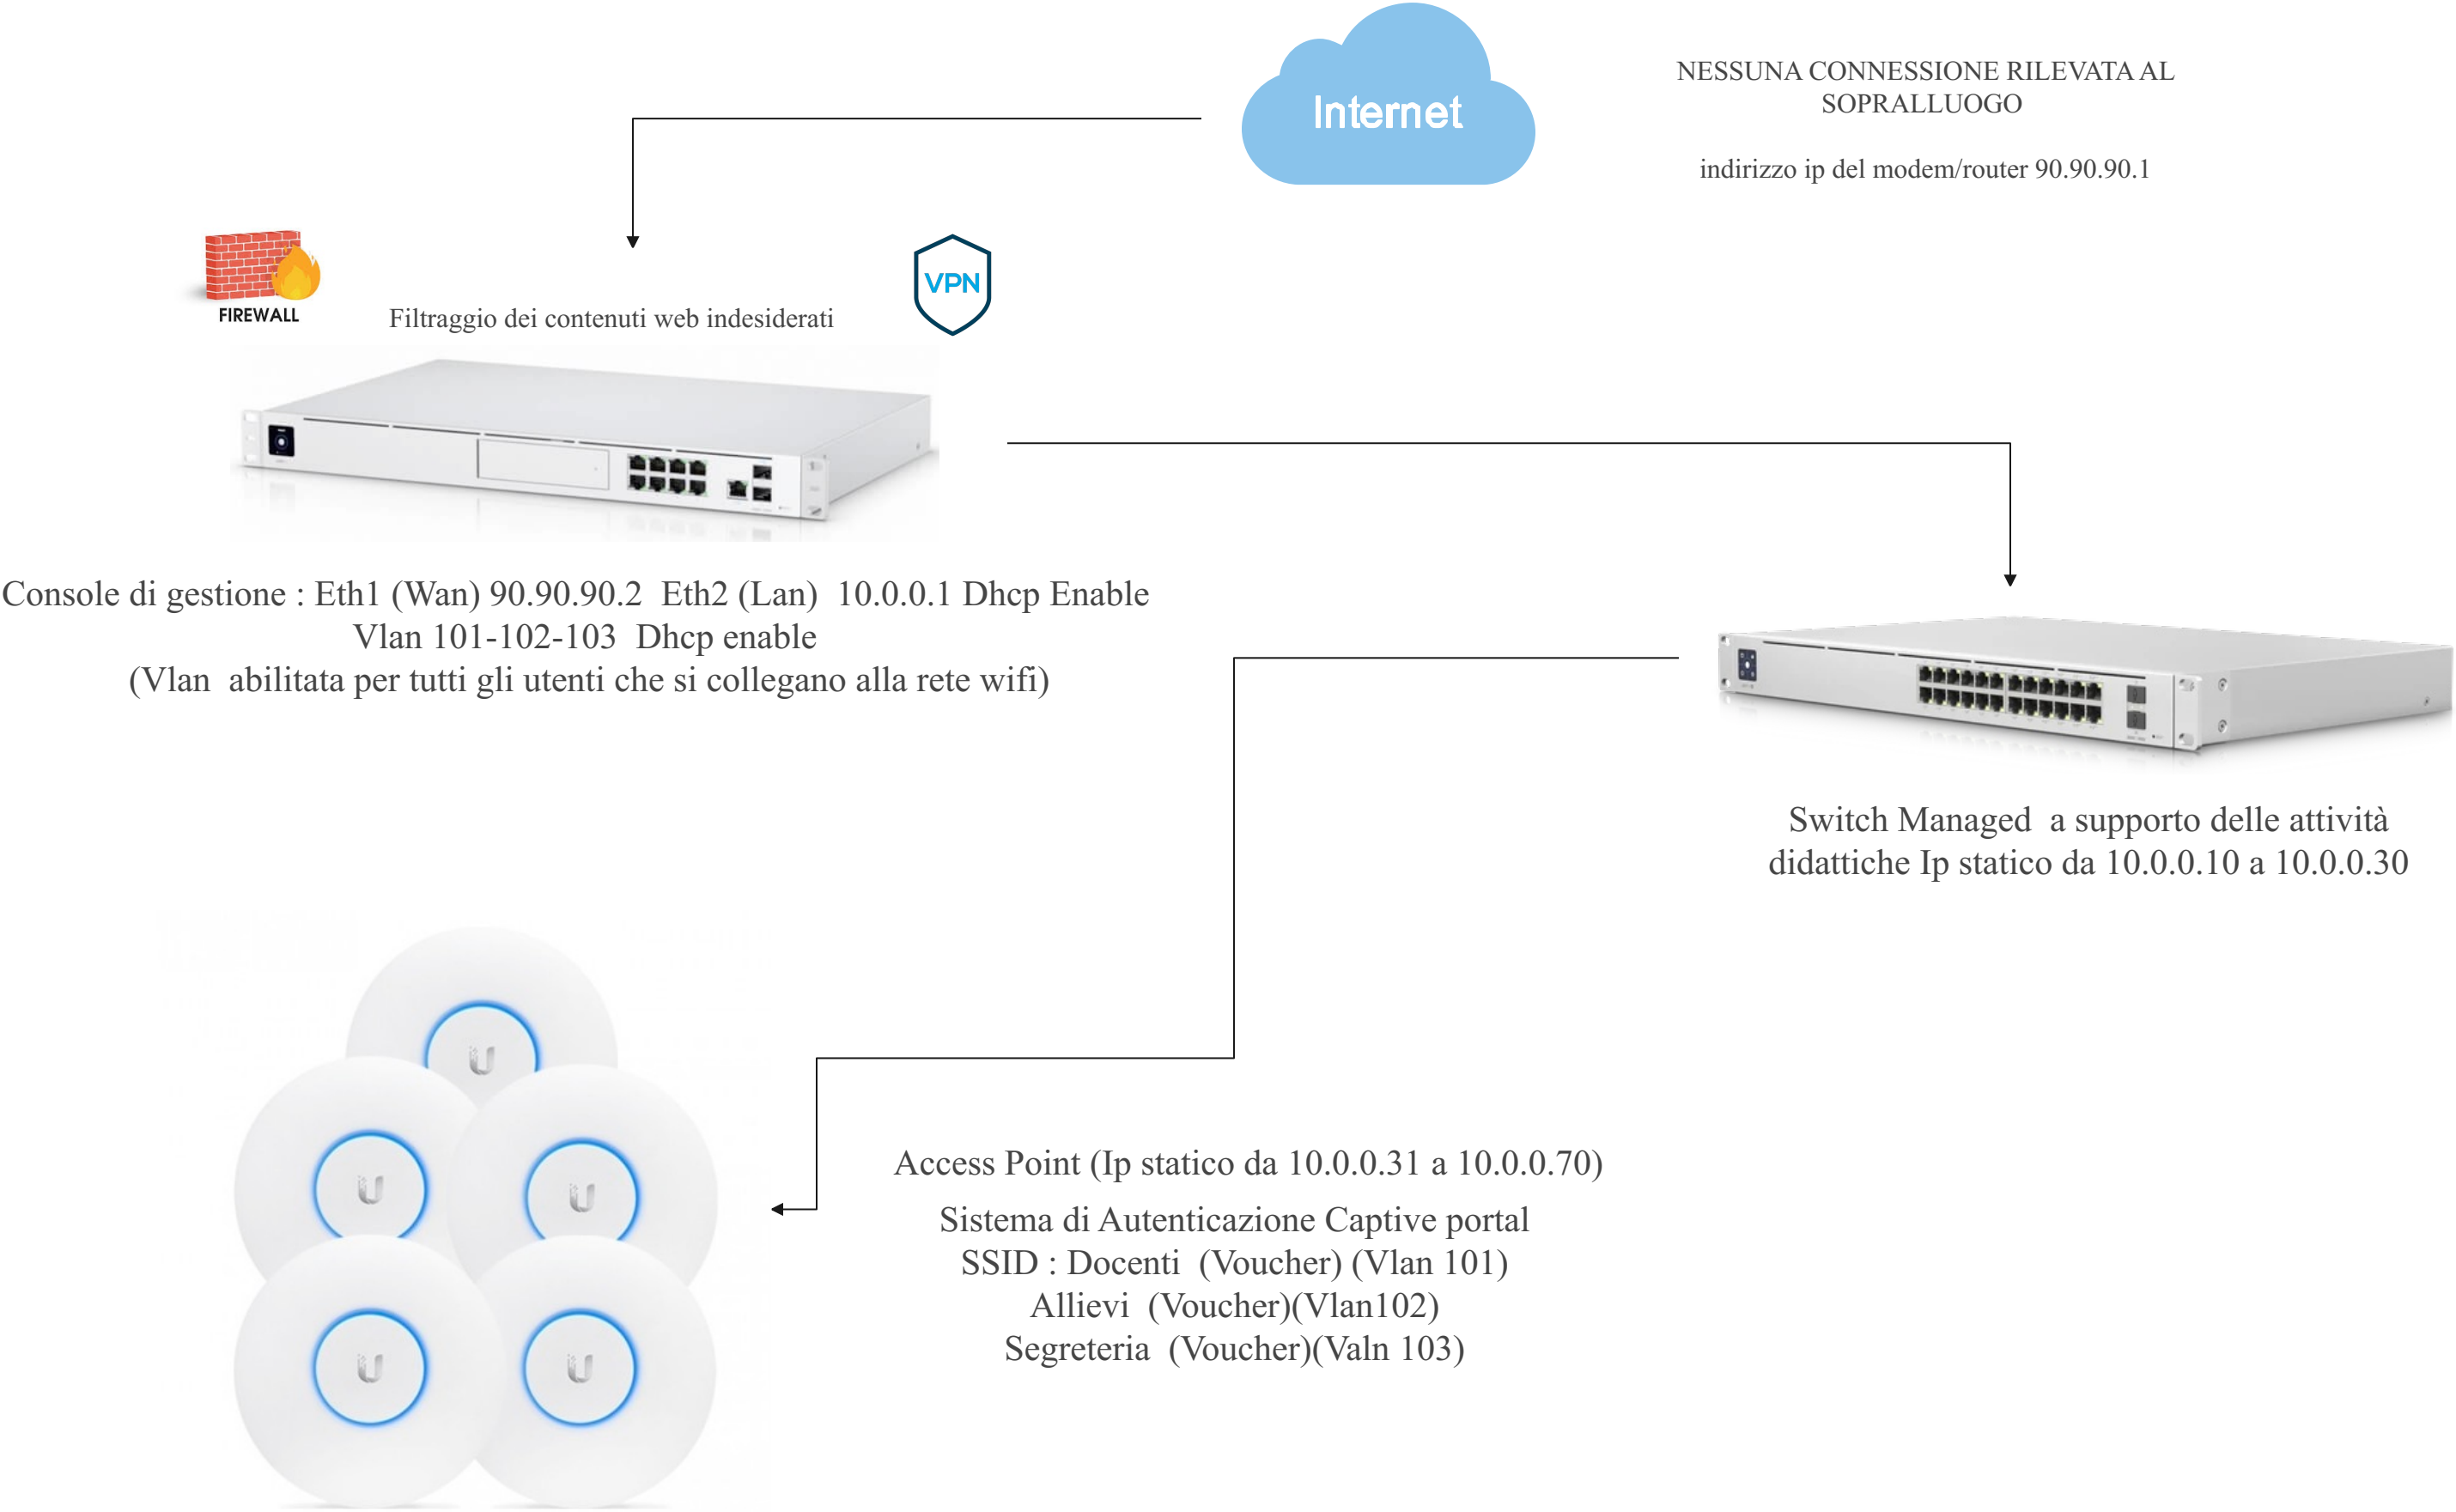 Internet
NESSUNA CONNESSIONE RILEVATA AL
SOPRALLUOGO
indirizzo ip del modem/router 90.90.90.1
FIREWALL
Filtraggio dei contenuti web indesiderati
VPN
Console di gestione : Eth1 (Wan) 90.90.90.2 Eth2 (Lan) 10.0.0.1 Dhcp Enable
Vlan 101-102-103 Dhcp enable
(Vlan abilitata per tutti gli utenti che si collegano alla rete wifi)
Switch Managed a supporto delle attività
didattiche Ip statico da 10.0.0.10 a 10.0.0.30
Access Point (Ip statico da 10.0.0.31 a 10.0.0.70)
Sistema di Autenticazione Captive portal
SSID : Docenti (Voucher) (Vlan 101)
Allievi (Voucher)(Vlan102)
Segreteria (Voucher)(Valn 103)